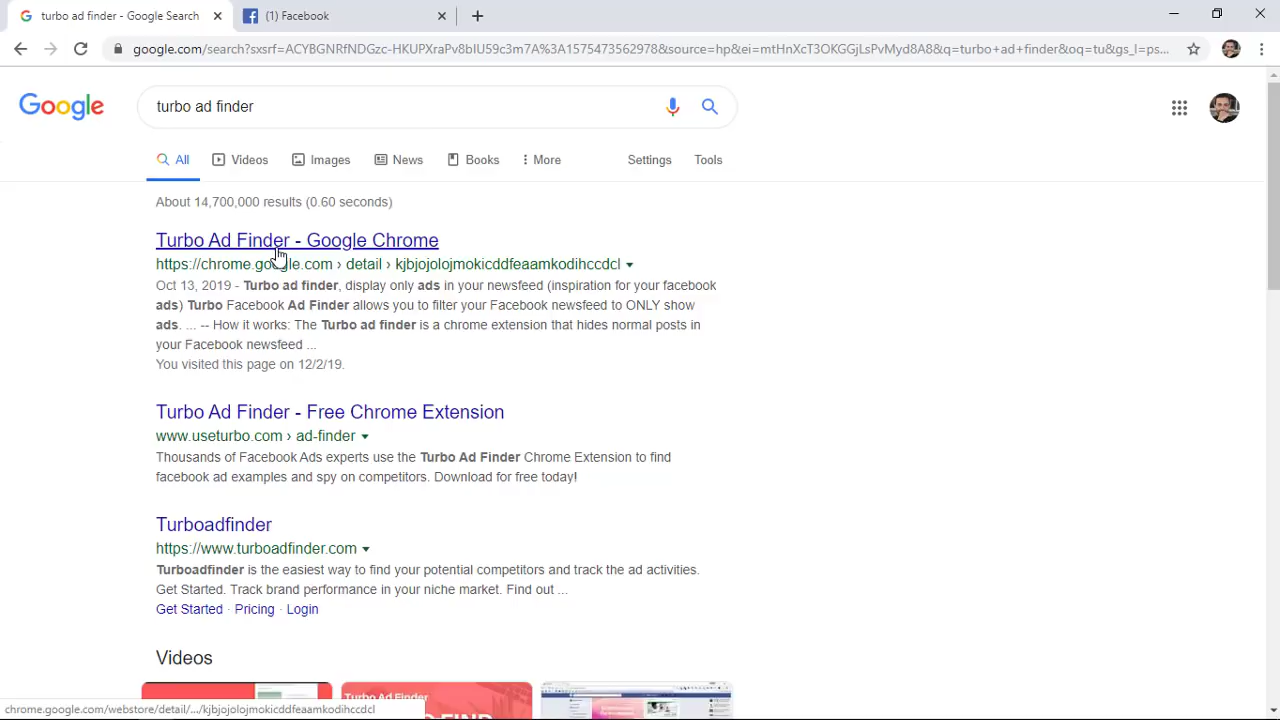 turbo ad finder - Google Search
(1) Facebook
google.com/search?sxsrf=ACYBGNRfNDGzc-HKUPXraPv8bIU59c3m7A%3A1575473562978&source=hp&ei=mtHnXcT3OKGGjLsPvMyd8A8&q=turbo+ad+finder&oq=tu&gs_l=ps...
Google
turbo ad finder
All Videos Images News Books More Settings Tools
About 14,700,000 results (0.60 seconds)
Turbo Ad Finder - Google Chrome
https://chrome.google.com › detail › kjbjojolojmokicddfeaamkodihccdcl
Oct 13, 2019 - Turbo ad finder, display only ads in your newsfeed (inspiration for your facebook
ads) Turbo Facebook Ad Finder allows you to filter your Facebook newsfeed to ONLY show
ads. ... -- How it works: The Turbo ad finder is a chrome extension that hides normal posts in
your Facebook newsfeed ...
You visited this page on 12/2/19.
Turbo Ad Finder - Free Chrome Extension
www.useturbo.com › ad-finder
Thousands of Facebook Ads experts use the Turbo Ad Finder Chrome Extension to find
facebook ad examples and spy on competitors. Download for free today!
Turboadfinder
https://www.turboadfinder.com
Turboadfinder is the easiest way to find your potential competitors and track the ad activities.
Get Started. Track brand performance in your niche market. Find out ...
Get Started · Pricing · Login
Videos
Turbo Ad Finder
chrome.google.com/webstore/detail/.../kjbjojolojmokicddfeaamkodihccdcl